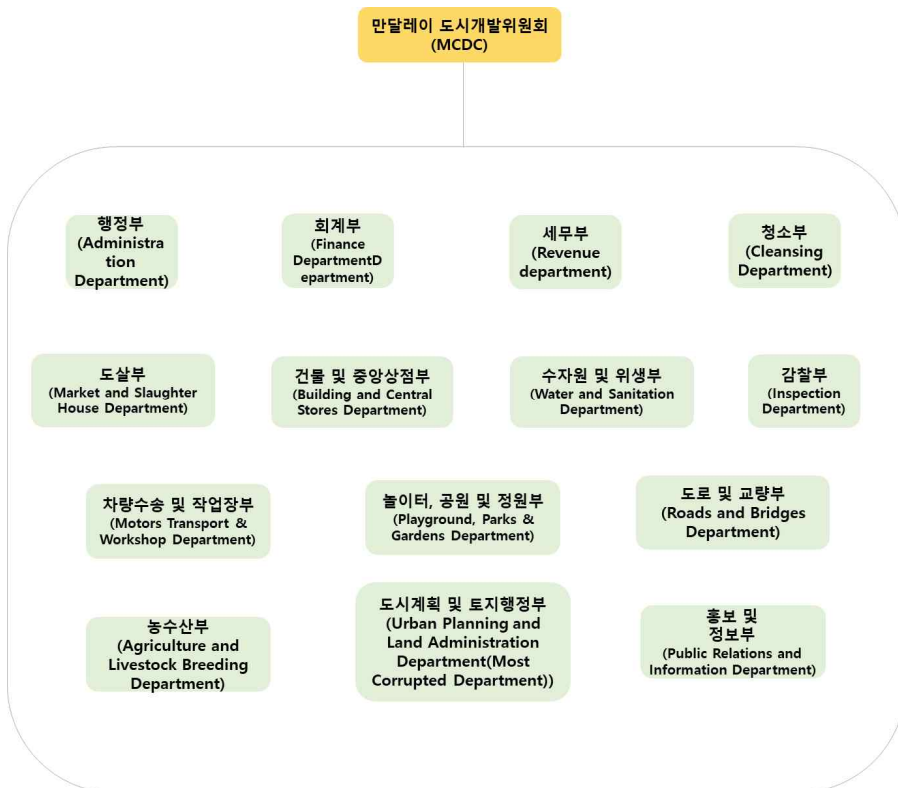 만달레이 도시개발위원회
(MCDC)
행정부
(Administra
tion
Department)
회계부
(Finance
DepartmentD
epartment)
세무부
(Revenue
department)
청소부
(Cleansing
Department)
도살부
(Market and Slaughter
House Department)
건물 및 중앙상점부
(Building and Central
Stores Department)
수자원 및 위생부
(Water and Sanitation
Department)
감찰부
(Inspection
Department)
차량수송 및 작업장부
(Motors Transport &
Workshop Department)
놀이터, 공원 및 정원부
(Playground, Parks &
Gardens Department)
도로 및 교량부
(Roads and Bridges
Department)
농수산부
(Agriculture and
Livestock Breeding
Department)
도시계획 및 토지행정부
(Urban Planning and
Land Administration
Department(Most
Corrupted Department))
홍보 및
정보부
(Public Relations and
Information Department)